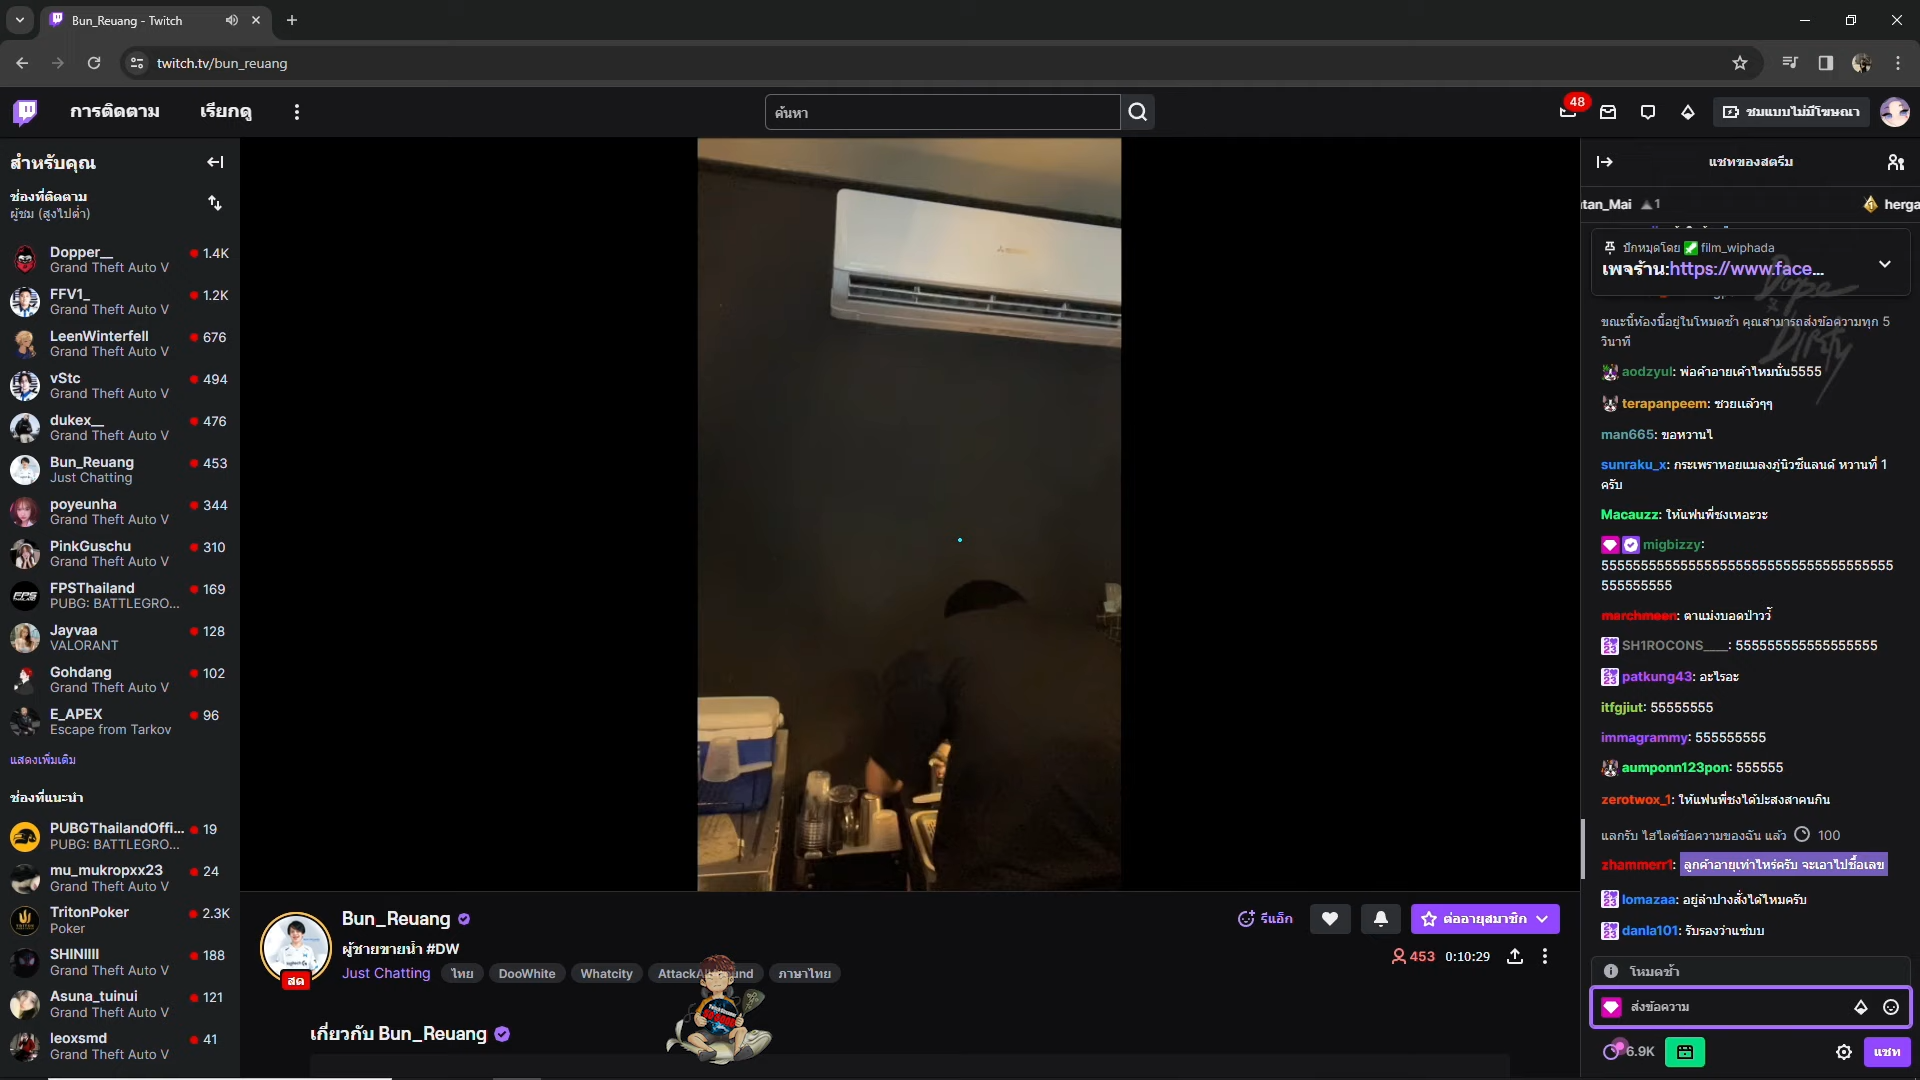 Bun_Reuang - Twitch
twitch.tv/bun_reuang
การติดตาม
เรียกดู
ค้นหา
48
ชมแบบไม่มีโฆษณา
สำหรับคุณ
ช่องที่ติดตาม
ผู้ชม (สูงไปต่ำ)
Dopper__ 1.4K
Grand Theft Auto V
FFV1_ 1.2K
Grand Theft Auto V
LeenWinterfell 676
Grand Theft Auto V
vStc 494
Grand Theft Auto V
dukex__ 476
Grand Theft Auto V
Bun_Reuang 453
Just Chatting
poyeunha 344
Grand Theft Auto V
PinkGuschu 310
Grand Theft Auto V
FPSThailand 169
PUBG: BATTLEGRO...
Jayvaa 128
VALORANT
Gohdang 102
Grand Theft Auto V
E_APEX 96
Escape from Tarkov
แสดงเพิ่มเติม
ช่องที่แนะนำ
PUBGThailandOffi... 19
PUBG: BATTLEGRO...
mu_mukropxx23 24
Grand Theft Auto V
TritonPoker 2.3K
Poker
SHINIIII 188
Grand Theft Auto V
Asuna_tuinui 121
Grand Theft Auto V
leoxsmd 41
Grand Theft Auto V
Bun_Reuang
ผู้ชายขายน้ำ #DW
Just Chatting ไทย DooWhite Whatcity ภาษาไทย
สด
รีแอ็ก
ต่ออายุสมาชิก
453 0:10:29
เกี่ยวกับ Bun_Reuang
แชทของสตรีม
tan_Mai 1 herga
ปักหมุดโดย film_wiphada
เพจร้าน:https://www.face...
Dope
&
Dirty
ขณะนี้ห้องนี้อยู่ในโหมดช้า คุณสามารถส่งข้อความทุก 5
วินาที
aodzyul: พ่อค้าอายเค้าไหมนั่น5555
terapanpeem: ซวยแล้วๆๆ
man665: ขอหวานไ
sunraku_x: กระเพราหอยแมลงภู่นิวซีแลนด์ หวานที่ 1
ครับ
Macauzz: ให้แฟนพี่ชงเหอะวะ
migbizzy:
5555555555555555555555555555555555555
555555555
marchmeen: ตาแม่งบอดป่าววั้
SH1ROCONS____: 555555555555555555
patkung43: อะไรอะ
itfgjiut: 55555555
immagrammy: 555555555
aumponn123pon: 555555
zerotwox_1: ให้แฟนพี่ชงได้ปะสงสาคนกิน
แลกรับ ไฮไลต์ข้อความของฉัน แล้ว 100
zhammerr1: ลูกค้าอายุเท่าไหร่ครับ จะเอาไปซื้อเลข
lomazaa: อยู่ลำปางสั่งได้ไหมครับ
danla101: รับรองว่าแซ่บบ
โหมดช้า
ส่งข้อความ
6.9K
แชท